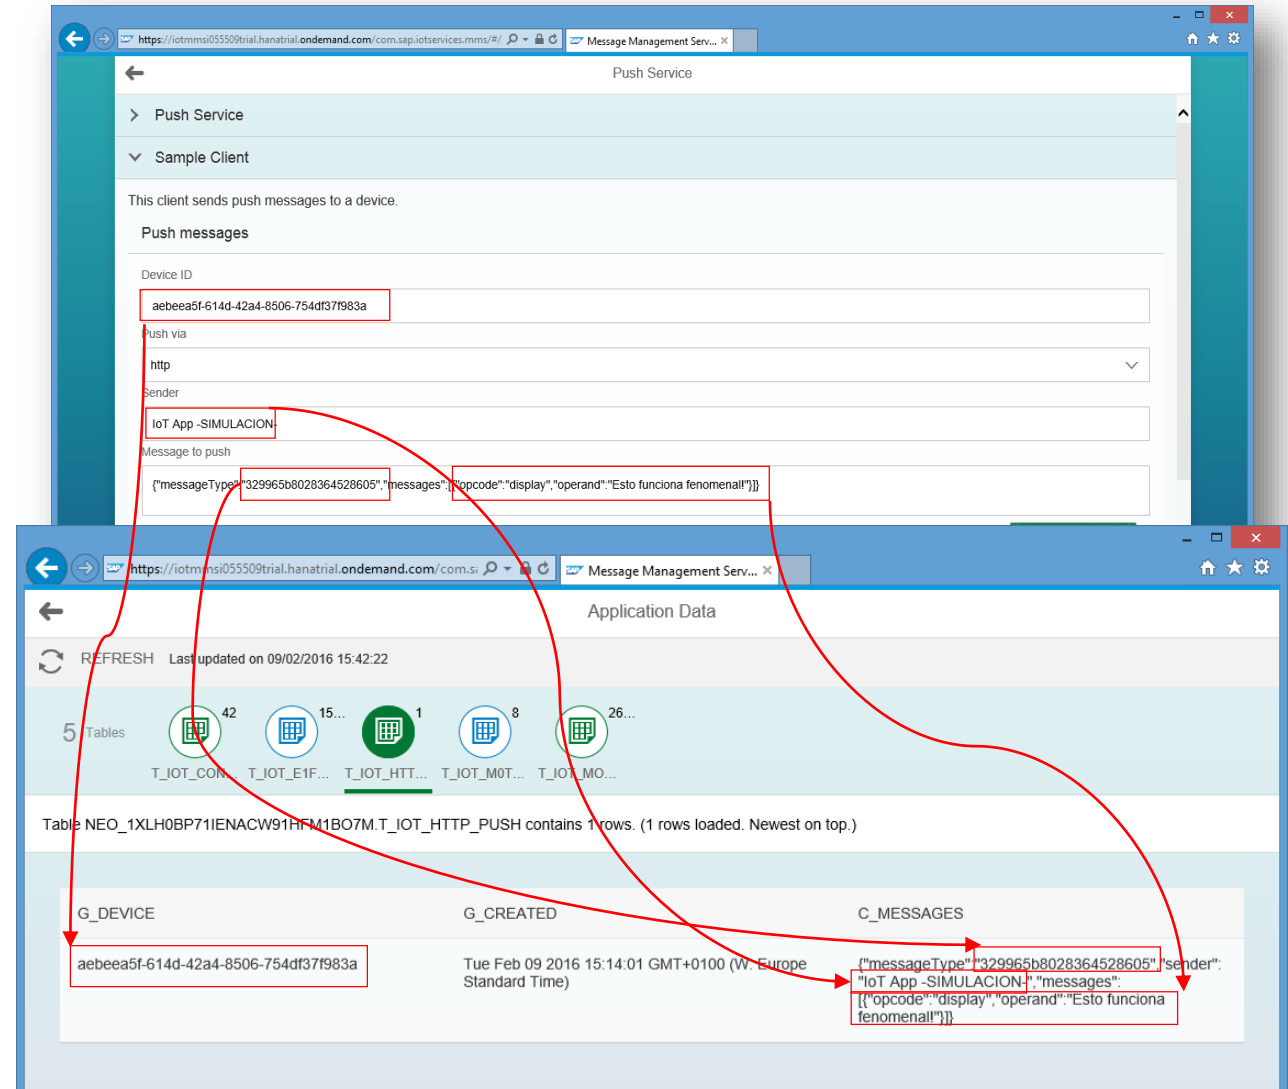 https://iotmmsi055509trial.hanatrial.ondemand.com/com.sap.iotservices.mms/#/
Message Management Serv...
Push Service
Push Service
Sample Client
This client sends push messages to a device.
Push messages
Device ID
aebeea5f-614d-42a4-8506-754df37f983a
Push via
http
Sender
IoT App -SIMULACION-
Message to push
{"messageType":"329965b8028364528605","messages":[{"opcode":"display","operand":"Esto funciona fenomenal!"}]}
https://iotmmsi055509trial.hanatrial.ondemand.com/com.sa
Message Management Serv...
Application Data
REFRESH Last updated on 09/02/2016 15:42:22
5 Tables
42 15... 1 8 26...
T_IOT_CON... T_IOT_E1F... T_IOT_HTT... T_IOT_M0T... T_IOT_MO...
Table NEO_1XLH0BP71IENACW91HFM1BO7M.T_IOT_HTTP_PUSH contains 1 rows. (1 rows loaded. Newest on top.)
G_DEVICE G_CREATED C_MESSAGES
aebeea5f-614d-42a4-8506-754df37f983a
Tue Feb 09 2016 15:14:01 GMT+0100 (W. Europe
Standard Time)
{"messageType":"329965b8028364528605","sender":
"IoT App -SIMULACION-","messages":
[{"opcode":"display","operand":"Esto funciona
fenomenal!"}]}